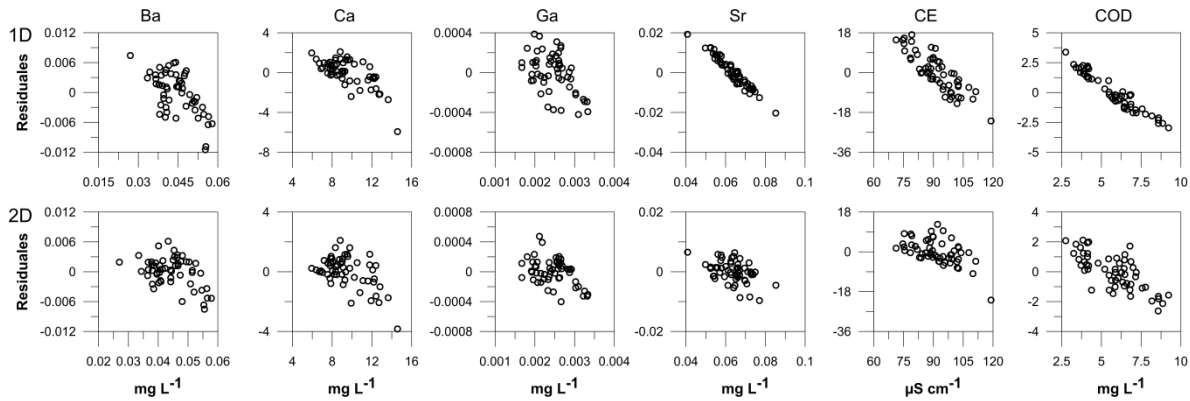 Ba Ca Ga Sr CE COD
1D
Residuales
0.012 4 0.0004 0.04 18 5
0.006 0
0 0 0 0.02 2.5
-0.006 -0.0004 0 -18 0
-0.012 -8 -0.0008 -0.04 -36 -5
0.015 0.03 0.045 0.06 4 8 12 16 0.001 0.002 0.003 0.004 0.04 0.06 0.08 0.1 60 75 90 105 120 2.5 5 7.5 10
2D
Residuales
0.012 4 0.0008 0.02 18 4
0.006 0.0004 0 2
0 0 0 0 0
-0.006 -0.0004 -18 -2
-0.012 -4 -0.0008 -0.02 -36 -4
0.02 0.03 0.04 0.05 0.06 4 8 12 16 0.001 0.002 0.003 0.004 0.04 0.06 0.08 0.1 60 75 90 105 120 2.5 5 7.5 10
mg L-1 mg L-1 mg L-1 mg L-1 µS cm-1 mg L-1